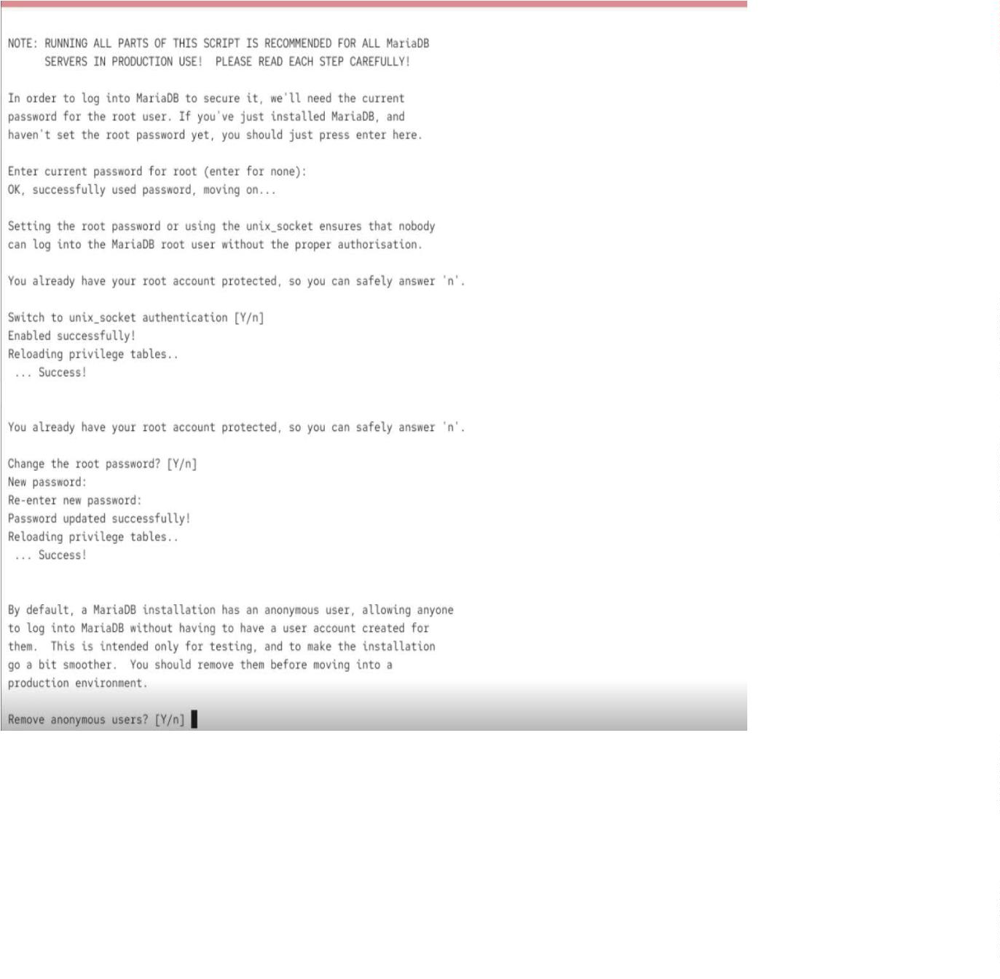 NOTE: RUNNING ALL PARTS OF THIS SCRIPT IS RECOMMENDED FOR ALL MariaDB
      SERVERS IN PRODUCTION USE!  PLEASE READ EACH STEP CAREFULLY!
In order to log into MariaDB to secure it, we'll need the current
password for the root user. If you've just installed MariaDB, and
haven't set the root password yet, you should just press enter here.
Enter current password for root (enter for none):
OK, successfully used password, moving on...
Setting the root password or using the unix_socket ensures that nobody
can log into the MariaDB root user without the proper authorisation.
You already have your root account protected, so you can safely answer 'n'.
Switch to unix_socket authentication [Y/n]
Enabled successfully!
Reloading privilege tables..
 ... Success!
You already have your root account protected, so you can safely answer 'n'.
Change the root password? [Y/n]
New password:
Re-enter new password:
Password updated successfully!
Reloading privilege tables..
 ... Success!
By default, a MariaDB installation has an anonymous user, allowing anyone
to log into MariaDB without having to have a user account created for
them.  This is intended only for testing, and to make the installation
go a bit smoother.  You should remove them before moving into a
production environment.
Remove anonymous users? [Y/n]